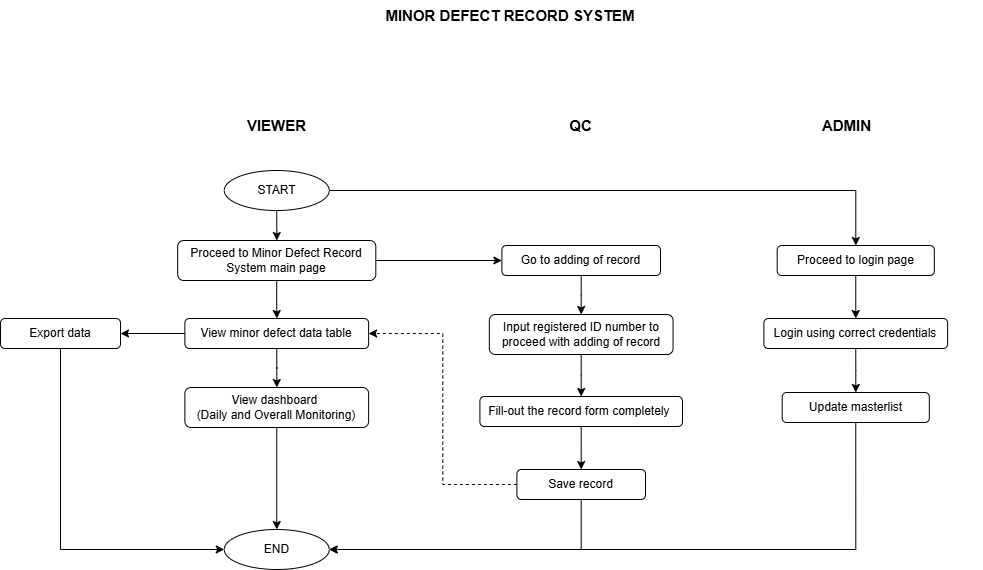 MINOR DEFECT RECORD SYSTEM
VIEWER
QC
ADMIN
START
Proceed to Minor Defect Record
System main page
Go to adding of record
Proceed to login page
Export data
View minor defect data table
Input registered ID number to
proceed with adding of record
Login using correct credentials
View dashboard
(Daily and Overall Monitoring)
Fill-out the record form completely
Update masterlist
Save record
END